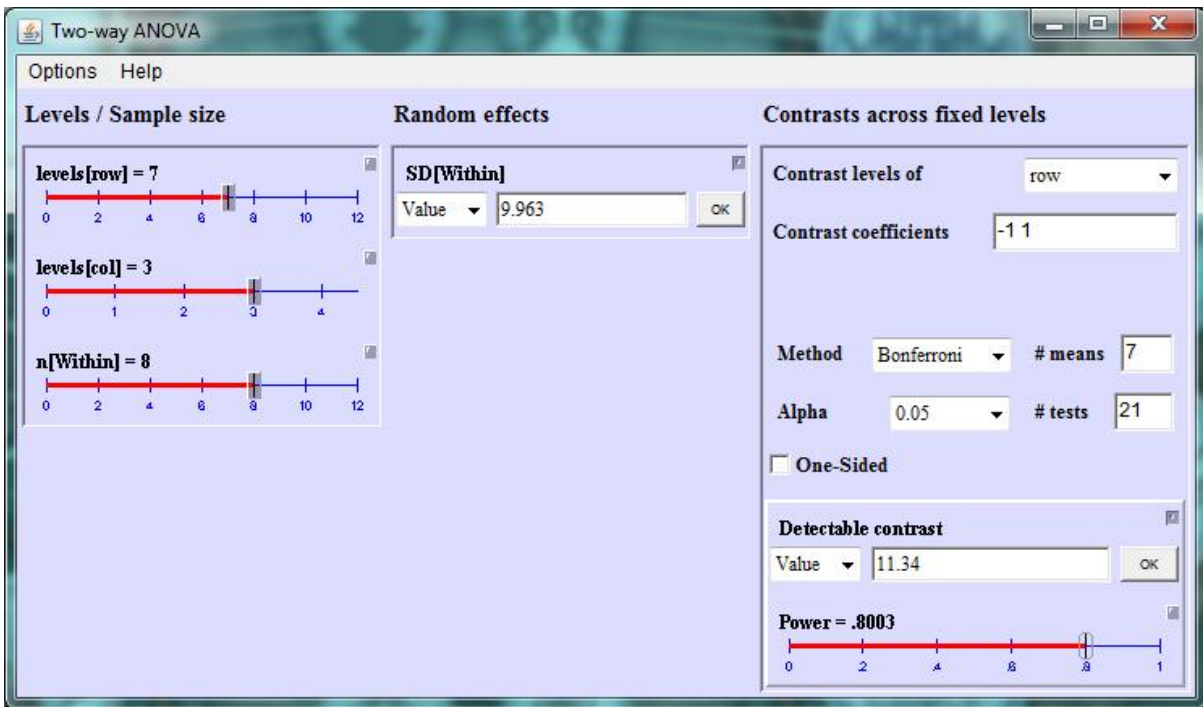 Two-way ANOVA
Options Help
Levels / Sample size
levels[row] = 7
0 2 4 6 8 10 12
levels[col] = 3
0 1 2 3 4
n[Within] = 8
0 2 4 6 8 10 12
Random effects
SD[Within]
Value 9.963 OK
Contrasts across fixed levels
Contrast levels of row
Contrast coefficients -1 1
Method Bonferroni # means 7
Alpha 0.05 # tests 21
One-Sided
Detectable contrast
Value 11.34 OK
Power = .8003
0 .2 .4 .6 .8 1